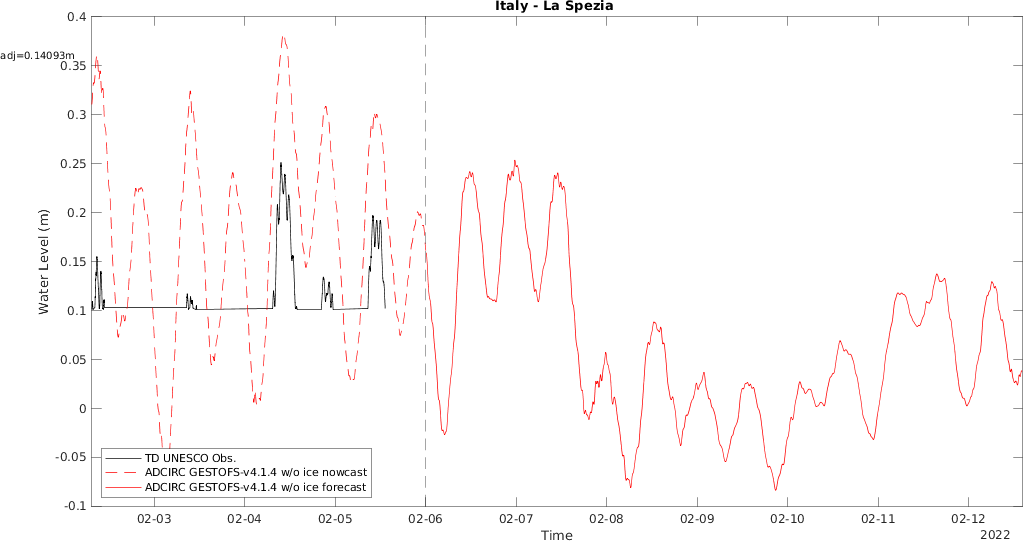 Italy - La Spezia
adj=0.14093m
0.4
0.35
0.3
0.25
0.2
0.15
0.1
0.05
0
-0.05
-0.1
Water Level (m)
TD UNESCO Obs.
ADCIRC GESTOFS-v4.1.4 w/o ice nowcast
ADCIRC GESTOFS-v4.1.4 w/o ice forecast
02-03 02-04 02-05 02-06 02-07 02-08 02-09 02-10 02-11 02-12
Time
2022